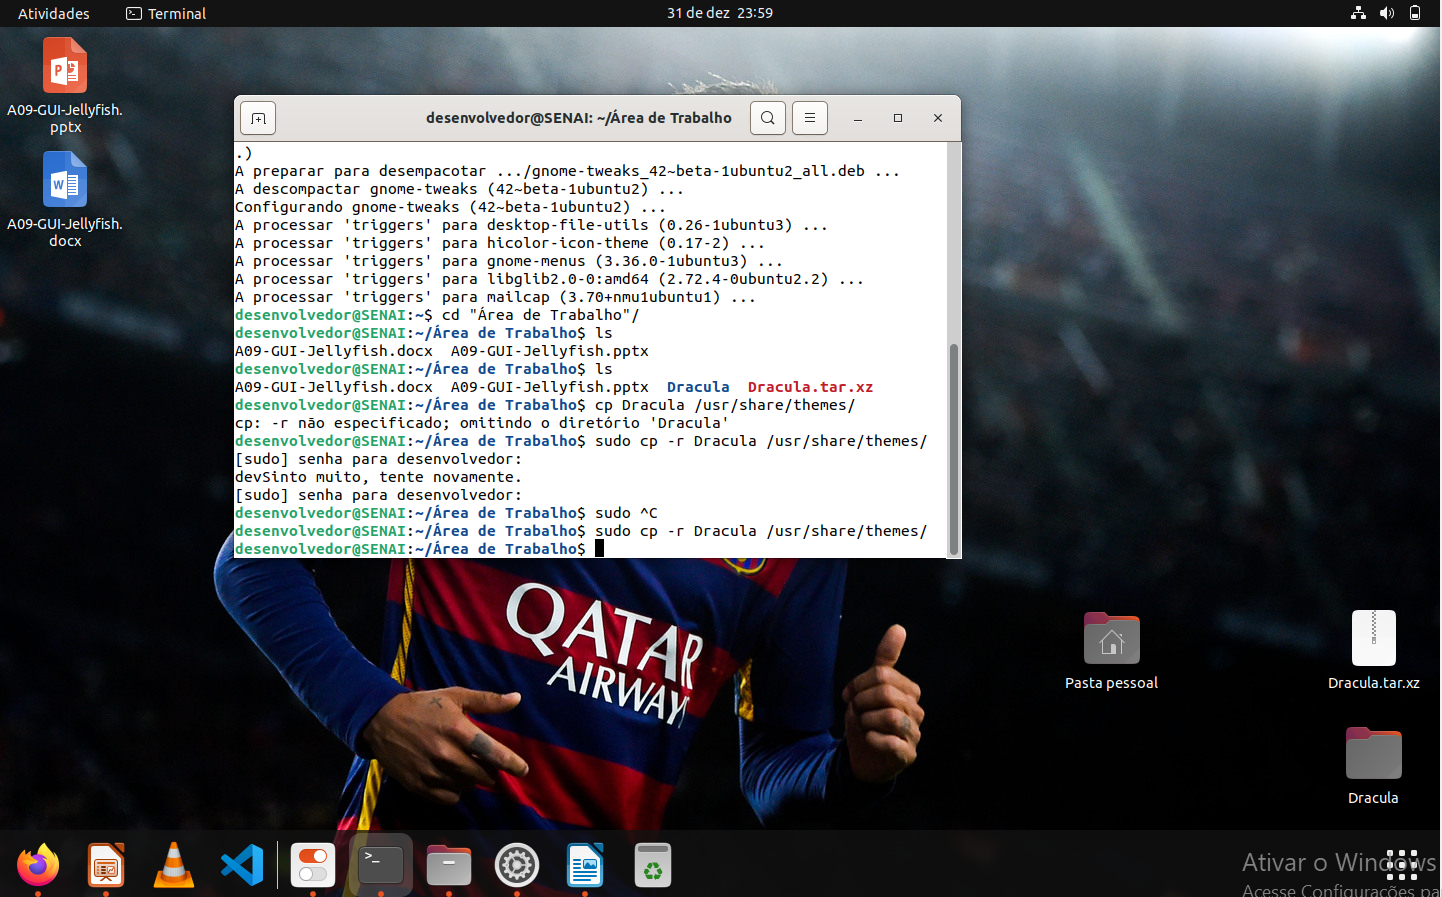 Atividades
Terminal
31 de dez 23:59
A09-GUI-Jellyfish.
pptx
A09-GUI-Jellyfish.
docx
desenvolvedor@SENAI: ~/Área de Trabalho
.)
A preparar para desempacotar .../gnome-tweaks_42~beta-1ubuntu2_all.deb ...
A descompactar gnome-tweaks (42~beta-1ubuntu2) ...
Configurando gnome-tweaks (42~beta-1ubuntu2) ...
A processar 'triggers' para desktop-file-utils (0.26-1ubuntu3) ...
A processar 'triggers' para hicolor-icon-theme (0.17-2) ...
A processar 'triggers' para gnome-menus (3.36.0-1ubuntu3) ...
A processar 'triggers' para libglib2.0-0:amd64 (2.72.4-0ubuntu2.2) ...
A processar 'triggers' para mailcap (3.70+nmu1ubuntu1) ...
desenvolvedor@SENAI:~$ cd "Área de Trabalho"/
desenvolvedor@SENAI:~/Área de Trabalho$ ls
A09-GUI-Jellyfish.docx  A09-GUI-Jellyfish.pptx
desenvolvedor@SENAI:~/Área de Trabalho$ ls
A09-GUI-Jellyfish.docx  A09-GUI-Jellyfish.pptx  Dracula  Dracula.tar.xz
desenvolvedor@SENAI:~/Área de Trabalho$ cp Dracula /usr/share/themes/
cp: -r não especificado; omitindo o diretório 'Dracula'
desenvolvedor@SENAI:~/Área de Trabalho$ sudo cp -r Dracula /usr/share/themes/
[sudo] senha para desenvolvedor:
devSinto muito, tente novamente.
[sudo] senha para desenvolvedor:
desenvolvedor@SENAI:~/Área de Trabalho$ sudo ^C
desenvolvedor@SENAI:~/Área de Trabalho$ sudo cp -r Dracula /usr/share/themes/
desenvolvedor@SENAI:~/Área de Trabalho$
QATAR
AIRWAY
Pasta pessoal
Dracula.tar.xz
Dracula
Ativar o Windows
Acesse Configurações pa